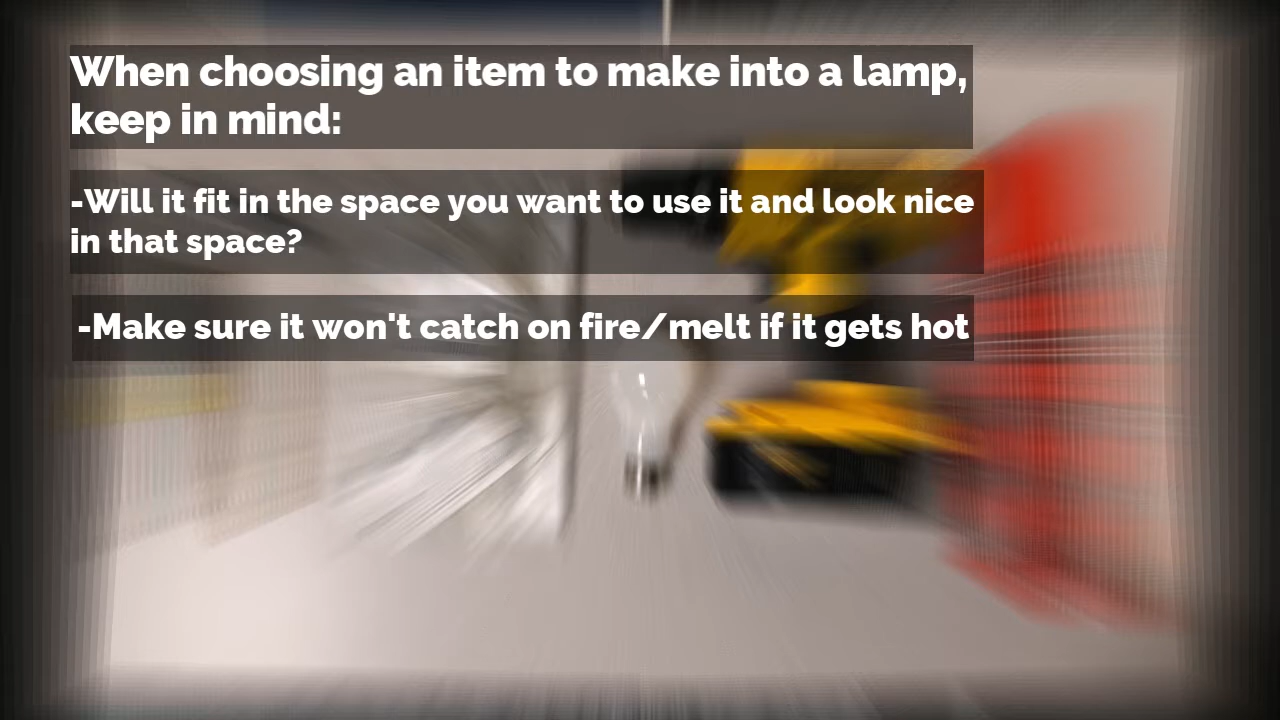 When choosing an item to make into a lamp,
keep in mind:
-Will it fit in the space you want to use it and look nice
in that space?
-Make sure it won't catch on fire/melt if it gets hot